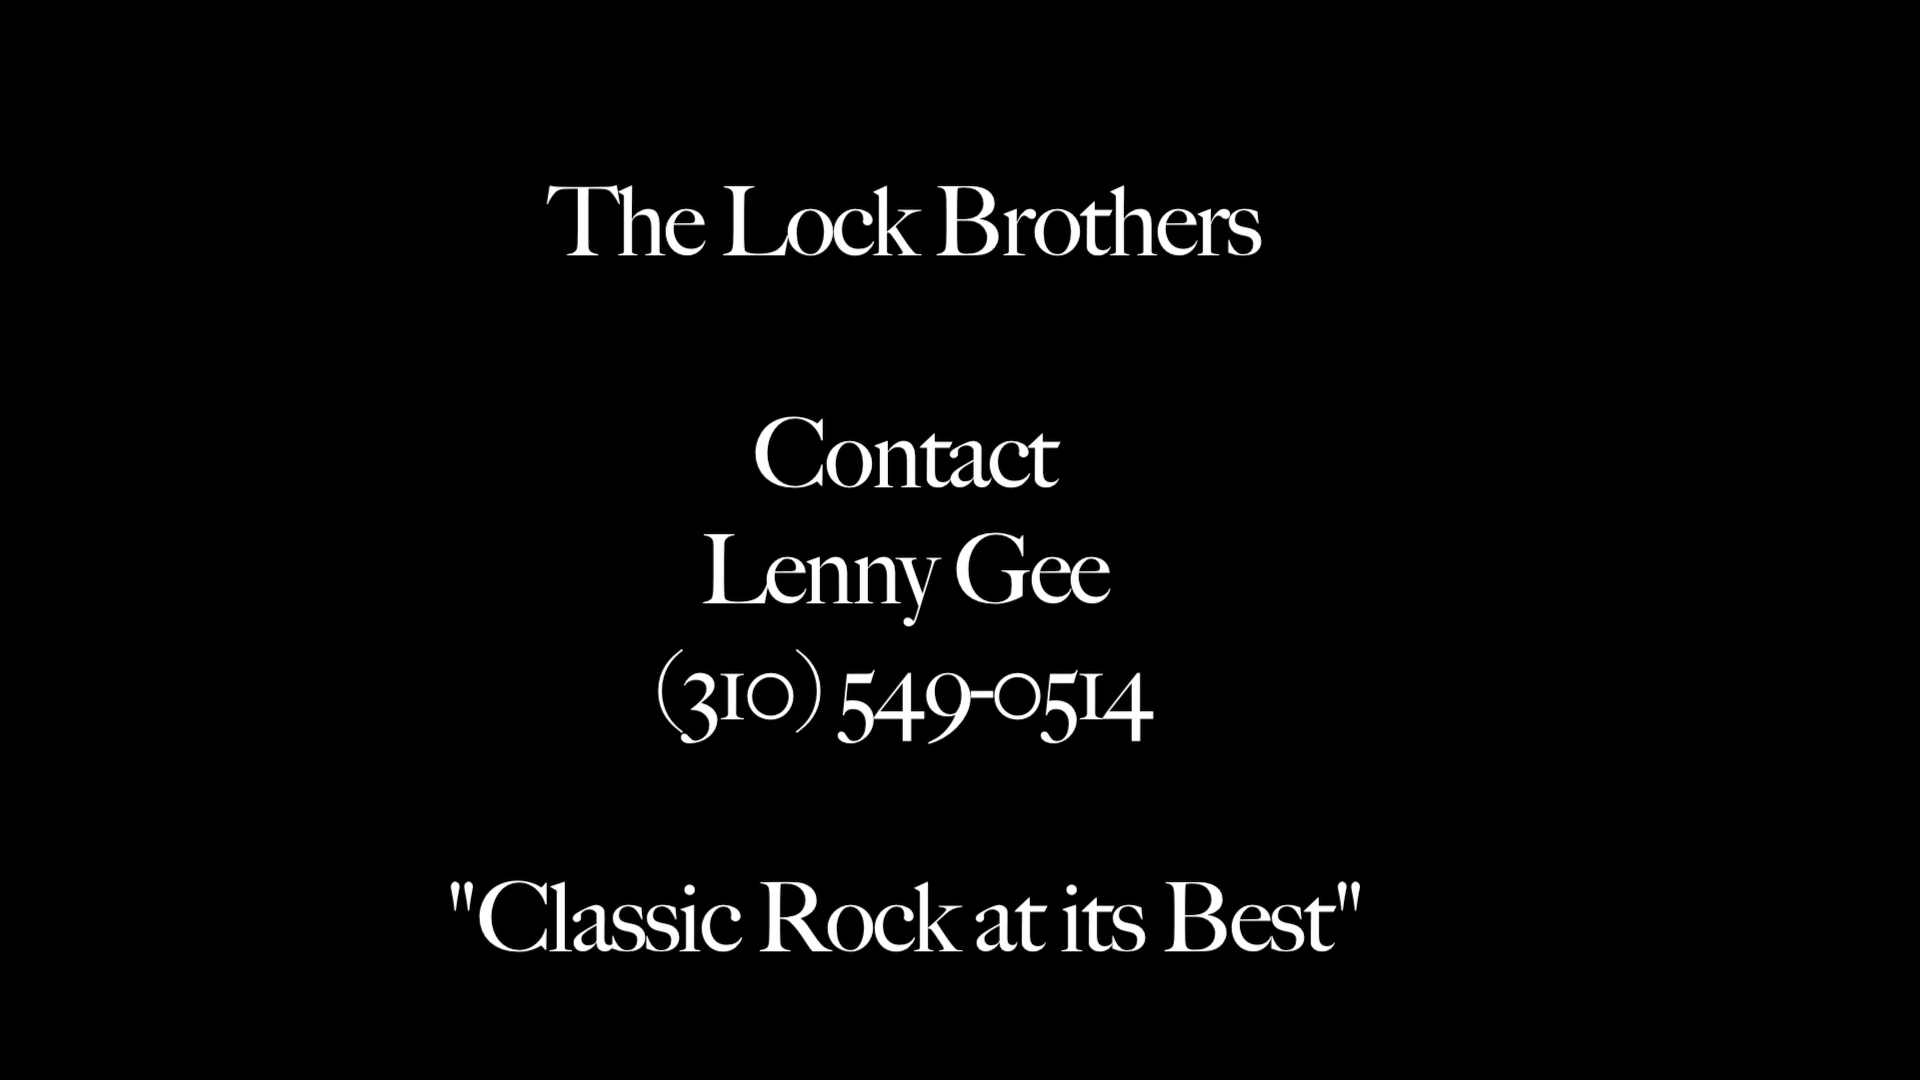 The Lock Brothers
Contact
Lenny Gee
(310) 549-0514
"Classic Rock at its Best"